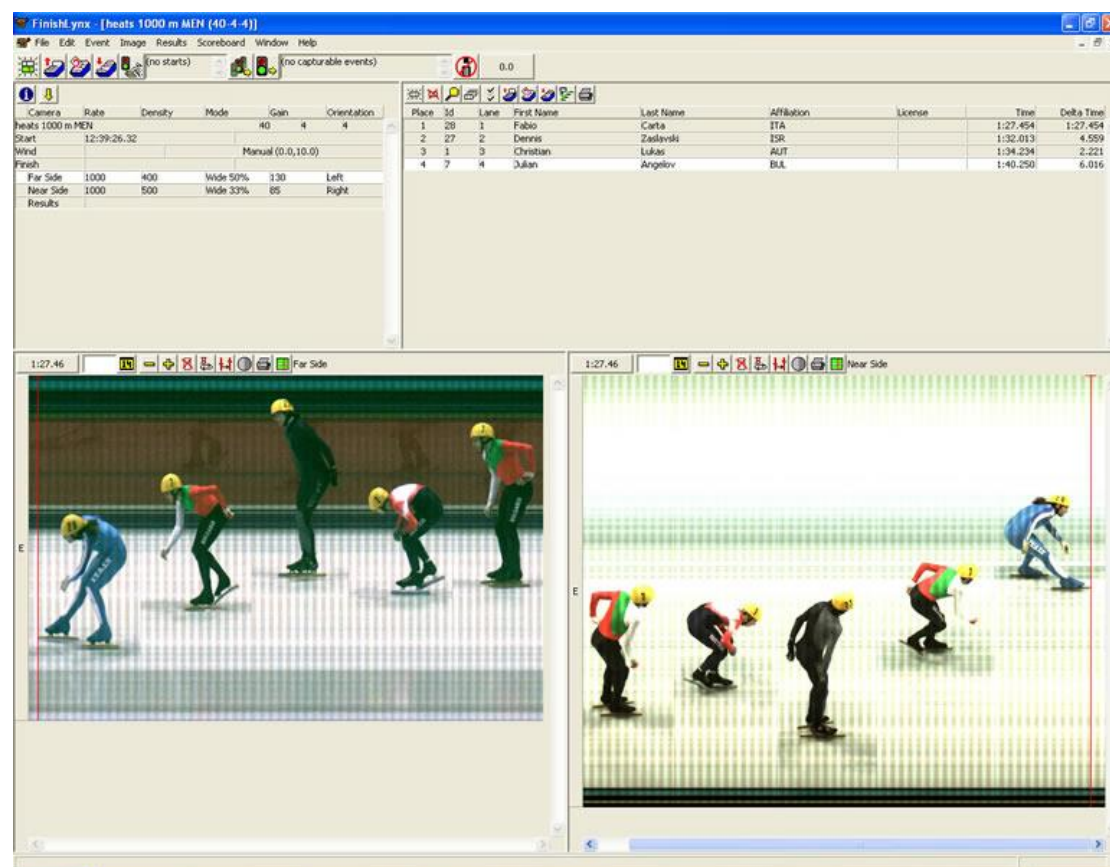 FinishLynx - [heats 1000 m MEN (40-4-4)]
File Edit Event Image Results Scoreboard Window Help
(no starts) (no capturable events) 0.0
Camera Rate Density Mode Gain Orientation
heats 1000 m MEN 40 4 4
Start 12:39:26.32
Wind Manual (0.0,10.0)
Finish
Far Side 1000 400 Wide 50% 130 Left
Near Side 1000 500 Wide 33% 85 Right
Results
Place Id Lane First Name Last Name Affiliation License Time Delta Time
1 28 1 Fabio Carta ITA 1:27.454 1:27.454
2 27 2 Dennis Zaslavski ISR 1:32.013 4.559
3 1 3 Christian Lukas AUT 1:34.234 2.221
4 7 4 Julian Angelov BUL 1:40.250 6.016
1:27.46 Far Side
E
1:27.46 Near Side
E